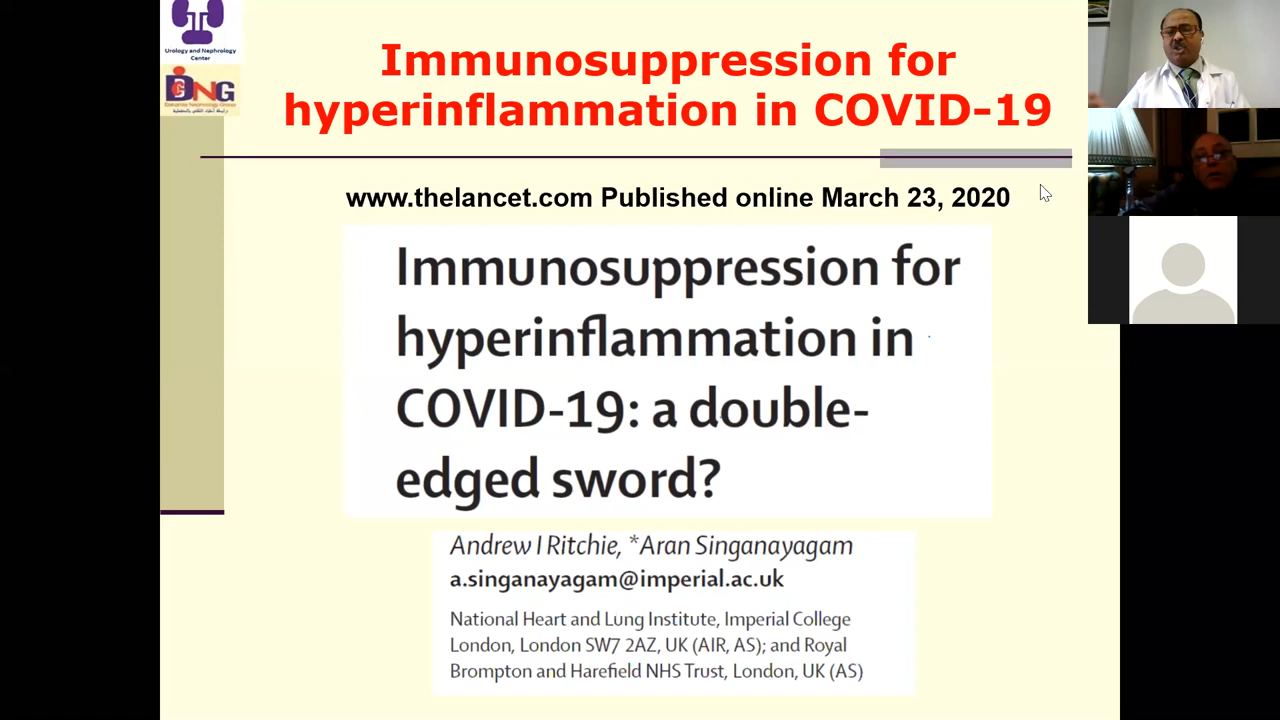 Urology and Nephrology
Center
DNG
Immunosuppression for
hyperinflammation in COVID-19
www.thelancet.com Published online March 23, 2020
Immunosuppression for
hyperinflammation in
COVID-19: a double-
edged sword?
Andrew I Ritchie, *Aran Singanayagam
a.singanayagam@imperial.ac.uk
National Heart and Lung Institute, Imperial College
London, London SW7 2AZ, UK (AIR, AS); and Royal
Brompton and Harefield NHS Trust, London, UK (AS)